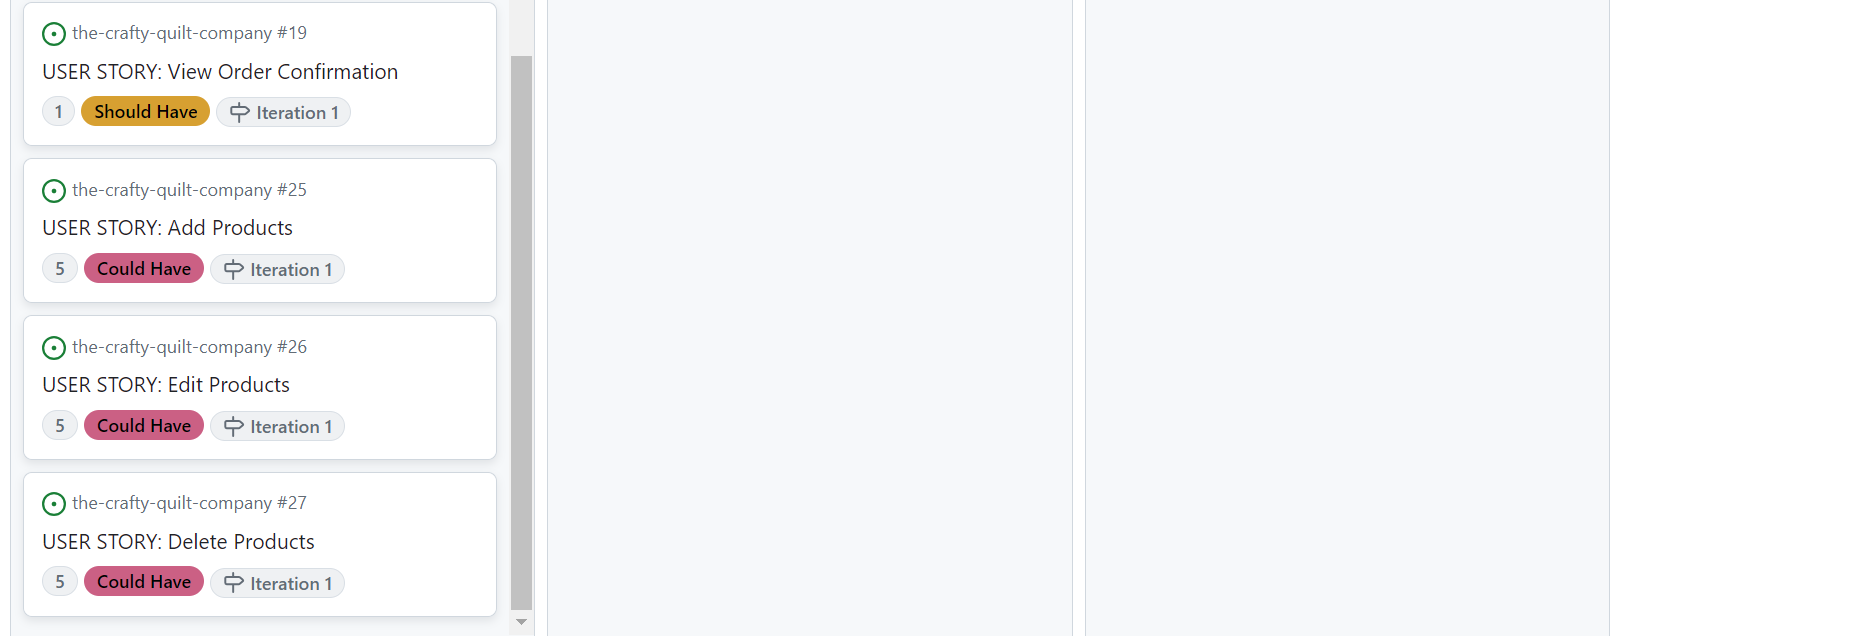 the-crafty-quilt-company #19
USER STORY: View Order Confirmation
1 Should Have Iteration 1
the-crafty-quilt-company #25
USER STORY: Add Products
5 Could Have Iteration 1
the-crafty-quilt-company #26
USER STORY: Edit Products
5 Could Have Iteration 1
the-crafty-quilt-company #27
USER STORY: Delete Products
5 Could Have Iteration 1